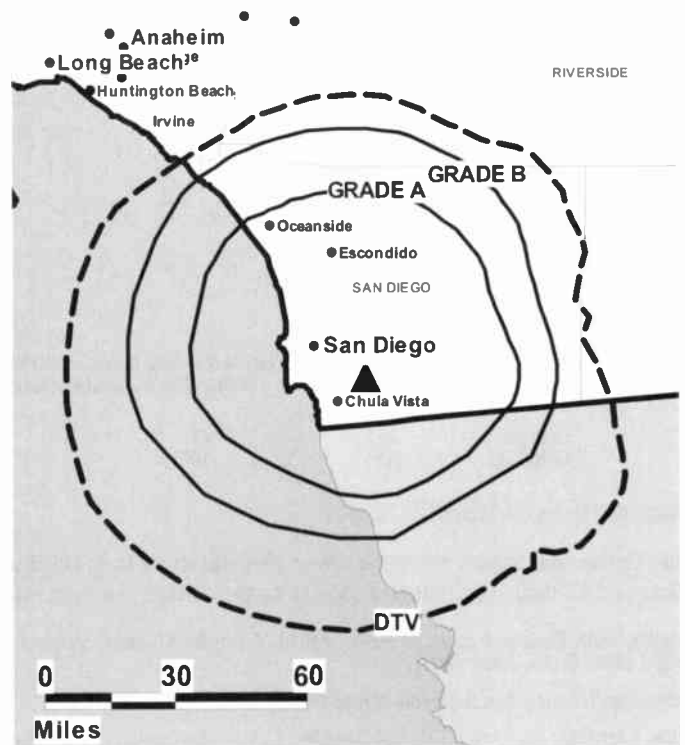 Anaheim
Long Beach
RIVERSIDE
Huntington Beach
Irvine
GRADE B
GRADE A
Oceanside
Escondido
SAN DIEGO
San Diego
Chula Vista
DTV
0 30 60
Miles